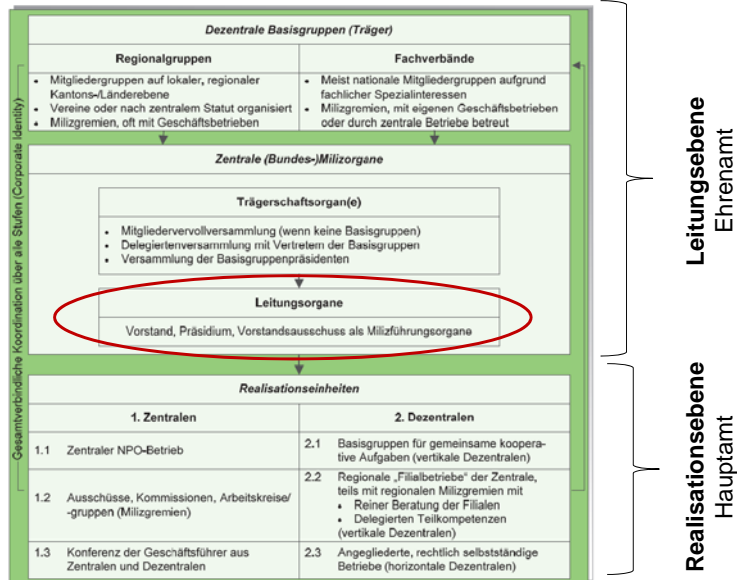 Dezentrale Basisgruppen (Träger)
Regionalgruppen
• Mitgliedergruppen auf lokaler, regionaler
Kantons-/Länderebene
• Vereine oder nach zentralem Statut organisiert
• Milizgremien, oft mit Geschäftsbetrieben
Fachverbände
• Meist nationale Mitgliedergruppen aufgrund
fachlicher Spezialinteressen
• Milizgremien, mit eigenen Geschäftsbetrieben
oder durch zentrale Betriebe betreut
Zentrale (Bundes-)Milizorgane
Trägerschaftsorgan(e)
• Mitgliedervervollversammlung (wenn keine Basisgruppen)
• Delegiertenversammlung mit Vertretern der Basisgruppen
• Versammlung der Basisgruppenpräsidenten
Leitungsorgane
Vorstand, Präsidium, Vorstandsausschuss als Milizführungsorgane
Realisationseinheiten
1. Zentralen
1.1 Zentraler NPO-Betrieb
1.2 Ausschüsse, Kommissionen, Arbeitskreise/
-gruppen (Milizgremien)
1.3 Konferenz der Geschäftsführer aus
Zentralen und Dezentralen
2. Dezentralen
2.1 Basisgruppen für gemeinsame koopera-
tive Aufgaben (vertikale Dezentralen)
2.2 Regionale „Filialbetriebe" der Zentrale,
teils mit regionalen Milizgremien mit
• Reiner Beratung der Filialen
• Delegierten Teilkompetenzen
(vertikale Dezentralen)
2.3 Angegliederte, rechtlich selbstständige
Betriebe (horizontale Dezentralen)
Gesamtverbindliche Koordination über alle Stufen (Corporate Identity)
Leitungsebene
Ehrenamt
Realisationsebene
Hauptamt